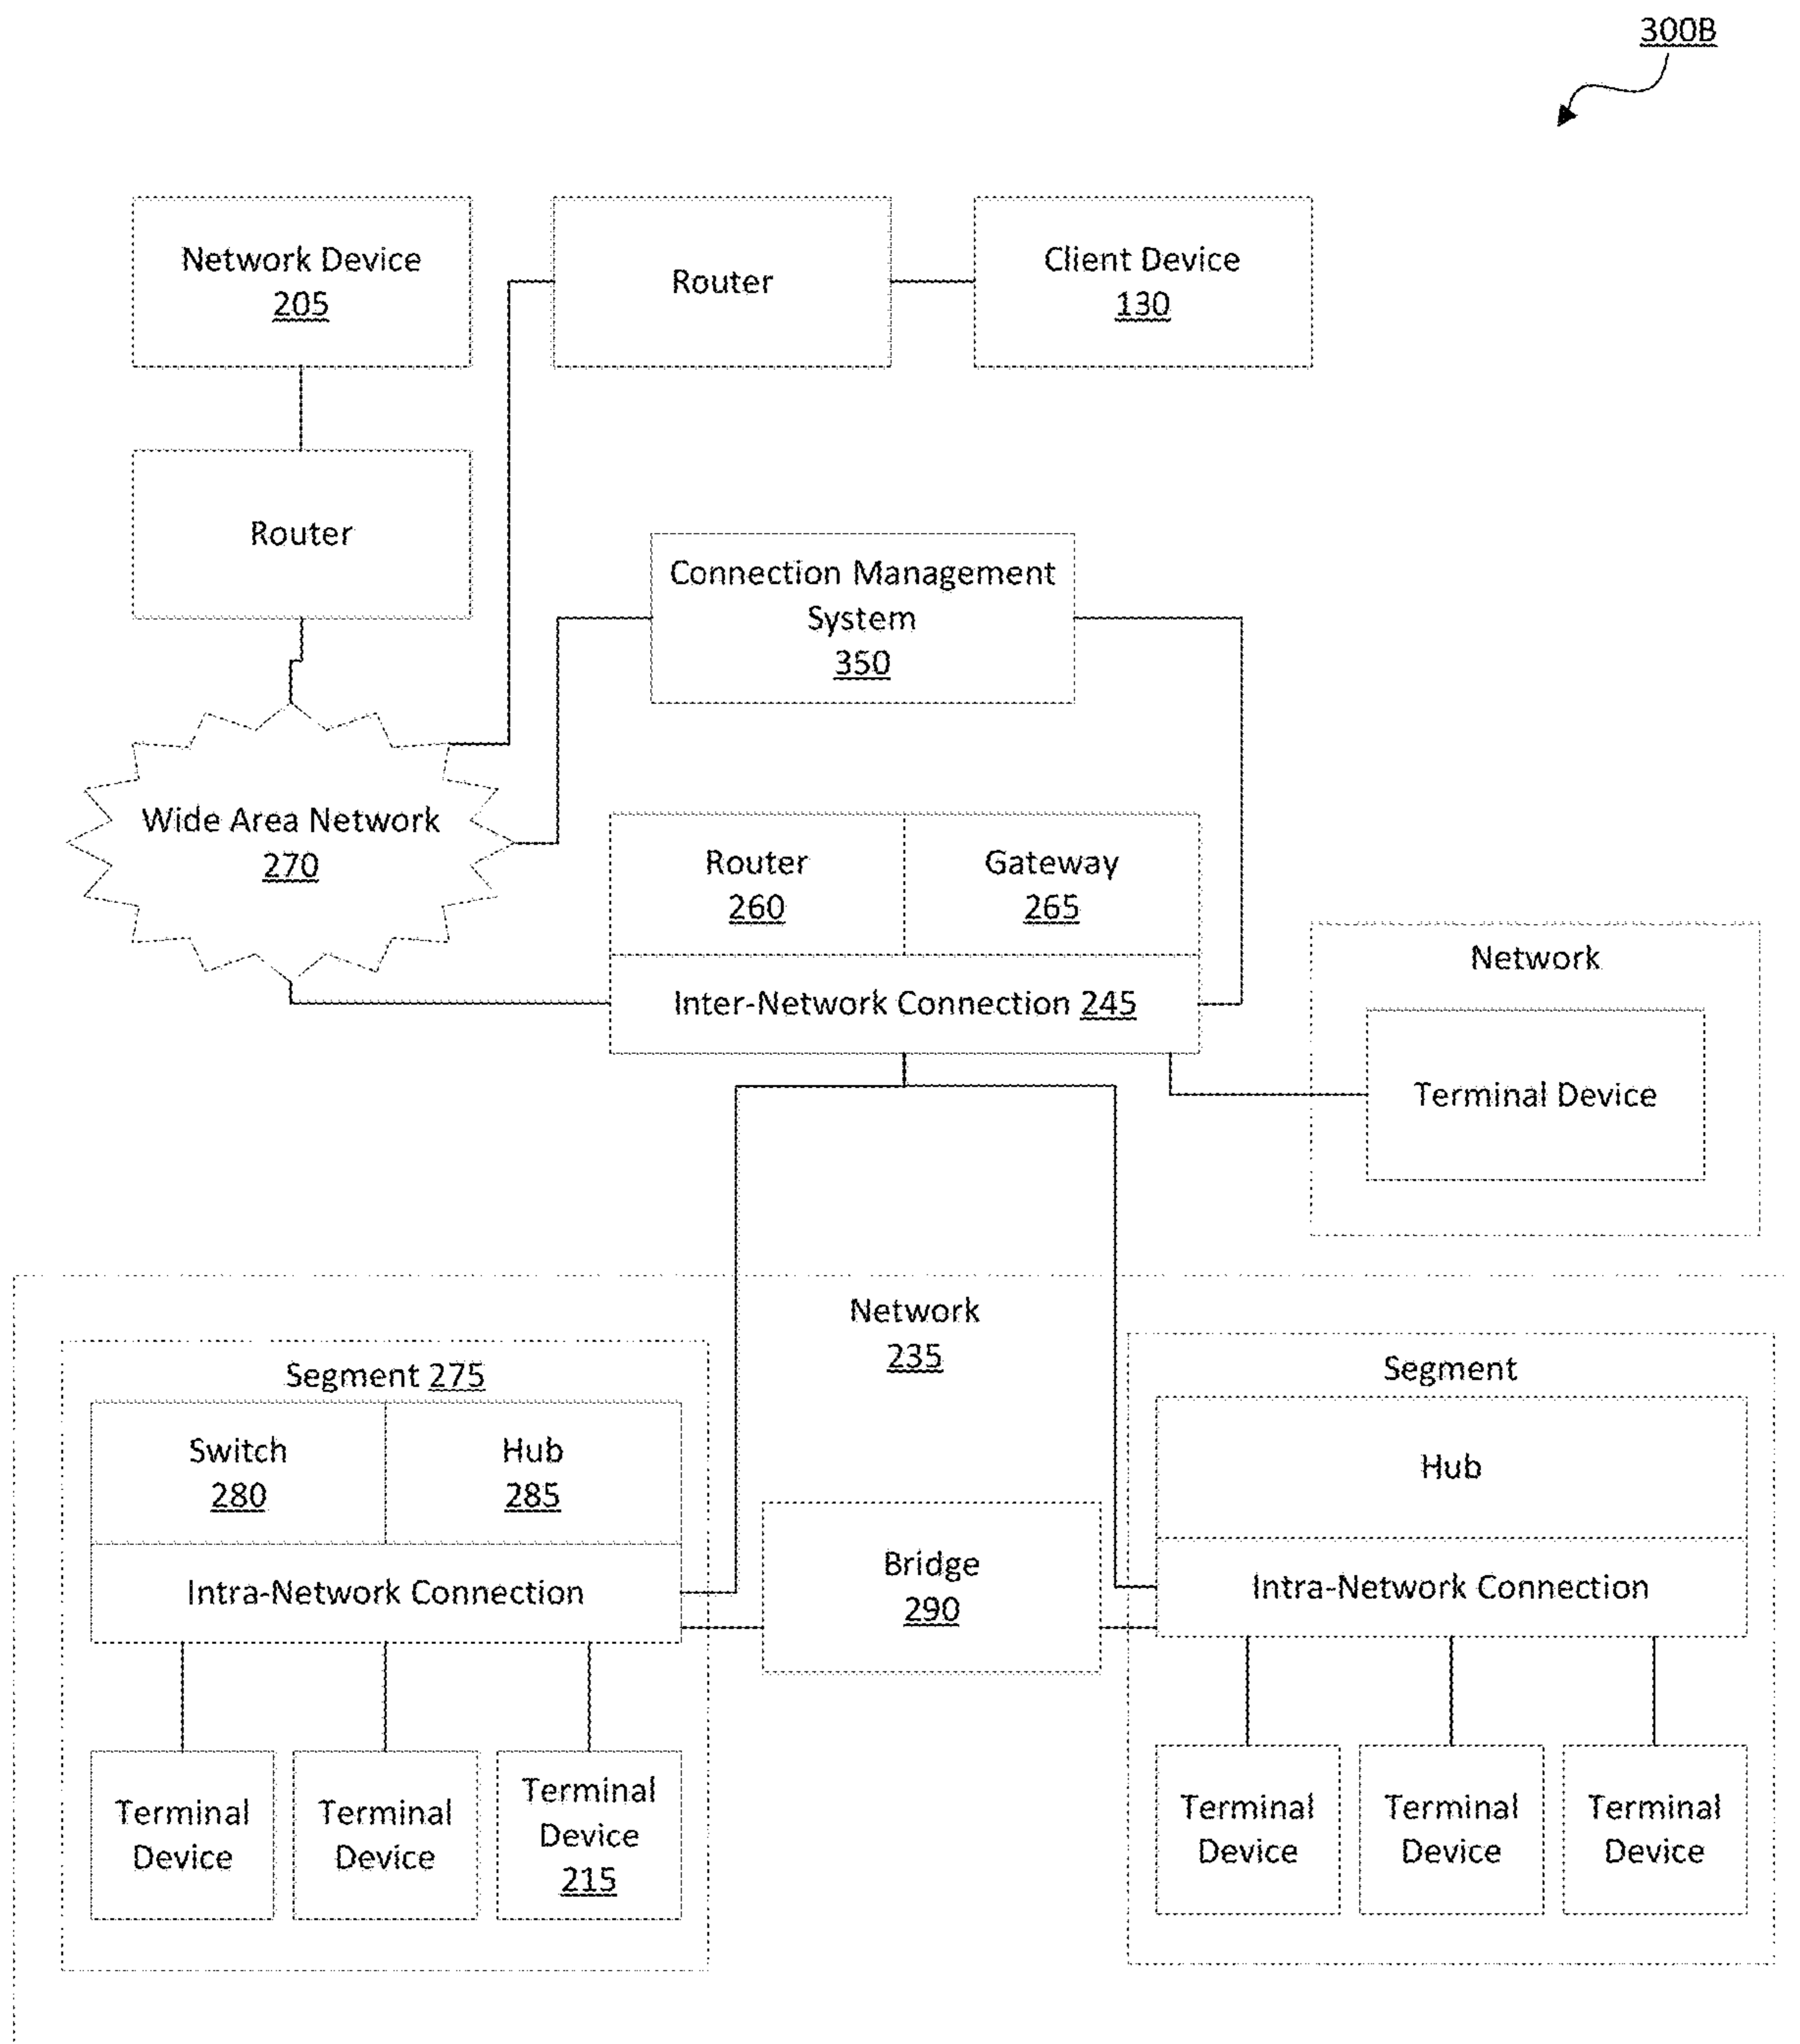 300B
Network Device
205
Router
Client Device
130
Router
Connection Management
System
350
Wide Area Network
270
Router
260
Gateway
265
Inter-Network Connection 245
Network
Terminal Device
Network
235
Segment 275
Switch
280
Hub
285
Intra-Network Connection
Bridge
290
Segment
Hub
Intra-Network Connection
Terminal
Device
Terminal
Device
Terminal
Device
215
Terminal
Device
Terminal
Device
Terminal
Device